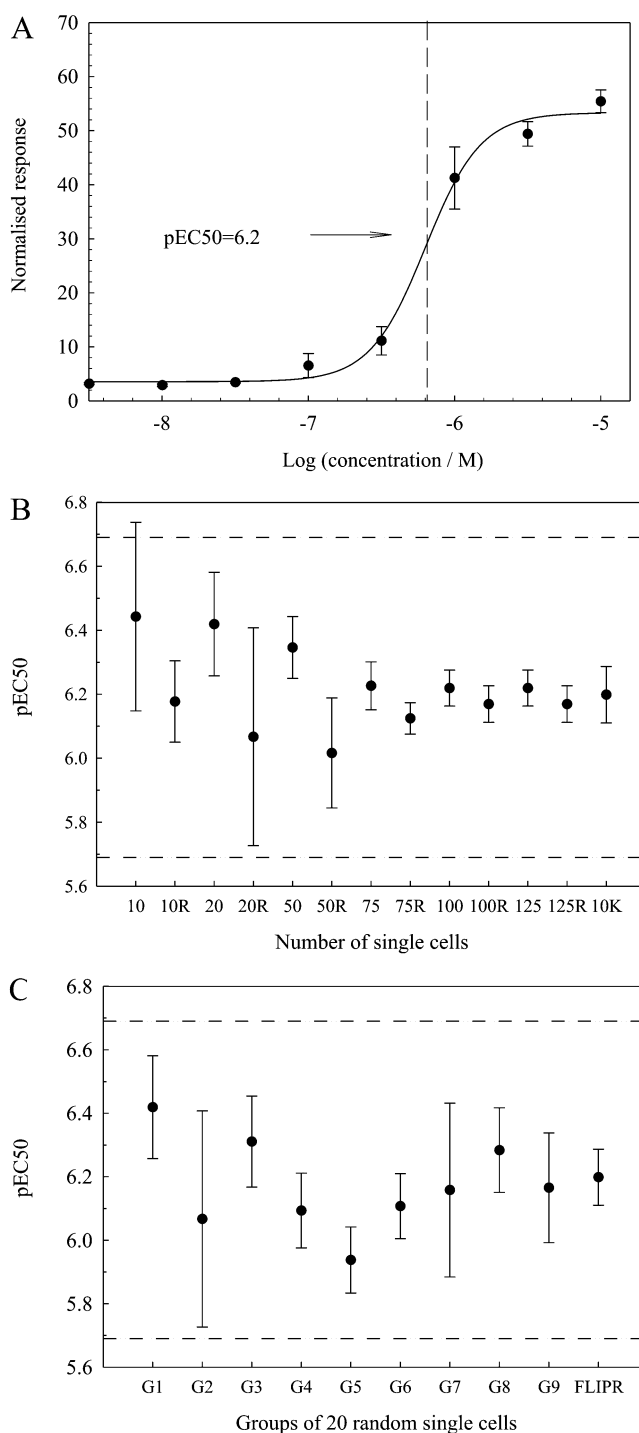 A
70
60
50
40
30
20
10
0
Normalised response
pEC50=6.2
-8 -7 -6 -5
Log (concentration / M)
B
6.8
6.6
6.4
6.2
6.0
5.8
5.6
pEC50
10 10R 20 20R 50 50R 75 75R 100 100R 125 125R 10K
Number of single cells
C
6.8
6.6
6.4
6.2
6.0
5.8
5.6
pEC50
G1 G2 G3 G4 G5 G6 G7 G8 G9 FLIPR
Groups of 20 random single cells